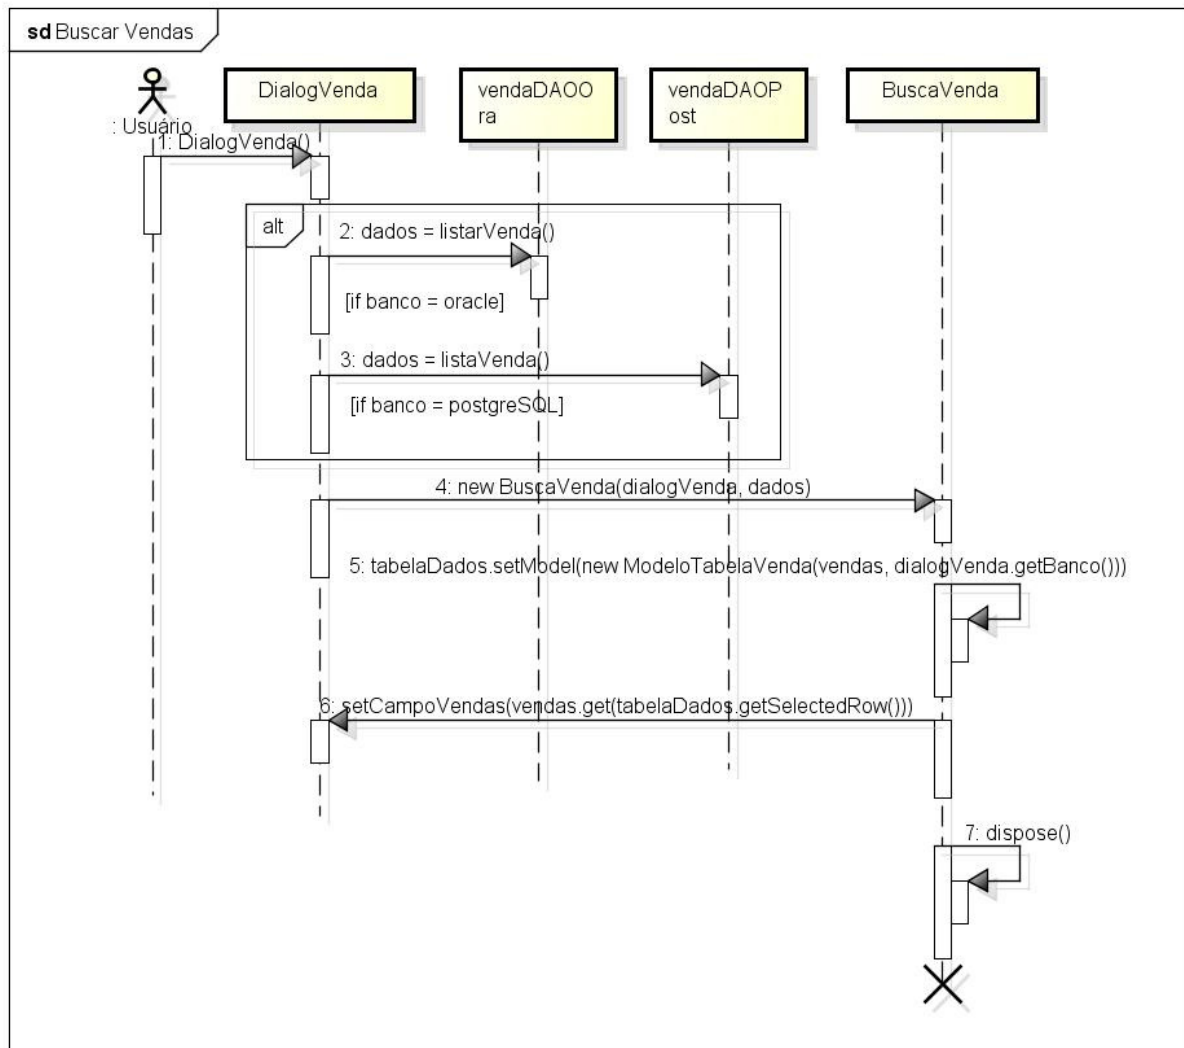 sd Buscar Vendas
: Usuário
DialogVenda
vendaDAOO
ra
vendaDAOP
ost
BuscaVenda
1: DialogVenda()
alt
2: dados = listarVenda()
[if banco = oracle]
3: dados = listaVenda()
[if banco = postgreSQL]
4: new BuscaVenda(dialogVenda, dados)
5: tabelaDados.setModel(new ModeloTabelaVenda(vendas, dialogVenda.getBanco()))
6: setCampoVendas(vendas.get(tabelaDados.getSelectedRow()))
7: dispose()